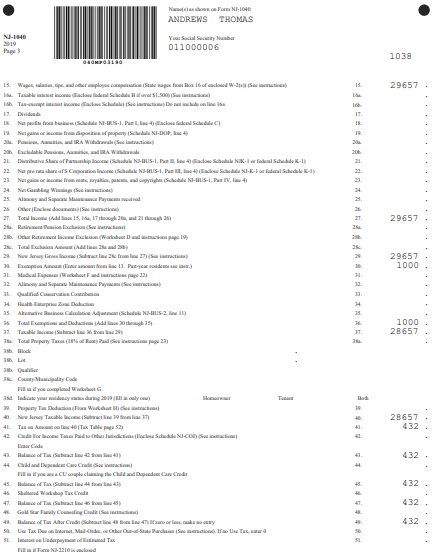 Name(s) as shown on Form NJ-1040
ANDREWS THOMAS
NJ-1040
2019
Page 3
Your Social Security Number
011000006
040MP03190
1038
15. Wages, salaries, tips, and other employee compensation (State wages from Box 16 of enclosed W-2(s)) (See instructions) 15. 29657 .
16a. Taxable interest income (Enclose federal Schedule B if over $1,500) (See instructions) 16a. .
16b. Tax-exempt interest income (Enclose Schedule) (See instructions) Do not include on line 16a 16b. .
17. Dividends 17. .
18. Net profits from business (Schedule NJ-BUS-1, Part I, line 4) (Enclose federal Schedule C) 18. .
19. Net gains or income from disposition of property (Schedule NJ-DOP, line 4) 19. .
20a. Pensions, Annuities, and IRA Withdrawals (See instructions) 20a. .
20b. Excludable Pensions, Annuities, and IRA Withdrawals 20b. .
21. Distributive Share of Partnership Income (Schedule NJ-BUS-1, Part II, line 4) (Enclose Schedule NJK-1 or federal Schedule K-1) 21. .
22. Net pro rata share of S Corporation Income (Schedule NJ-BUS-1, Part III, line 4) (Enclose Schedule NJ-K-1 or federal Schedule K-1) 22. .
23. Net gains or income from rents, royalties, patents, and copyrights (Schedule NJ-BUS-1, Part IV, line 4) 23. .
24. Net Gambling Winnings (See instructions) 24. .
25. Alimony and Separate Maintenance Payments received 25. .
26. Other (Enclose documents) (See instructions) 26. .
27. Total Income (Add lines 15, 16a, 17 through 20a, and 21 through 26) 27. 29657 .
28a. Retirement/Pension Exclusion (See instructions) 28a. .
28b. Other Retirement Income Exclusion (Worksheet D and instructions page 19) 28b. .
28c. Total Exclusion Amount (Add lines 28a and 28b) 28c. .
29. New Jersey Gross Income (Subtract line 28c from line 27) (See instructions) 29. 29657 .
30. Exemption Amount (Enter amount from line 13. Part-year residents see instr.) 30. 1000 .
31. Medical Expenses (Worksheet F and instructions page 22) 31. .
32. Alimony and Separate Maintenance Payments (See instructions) 32. .
33. Qualified Conservation Contribution 33. .
34. Health Enterprise Zone Deduction 34. .
35. Alternative Business Calculation Adjustment (Schedule NJ-BUS-2, line 11) 35. .
36. Total Exemptions and Deductions (Add lines 30 through 35) 36. 1000 .
37. Taxable Income (Subtract line 36 from line 29) 37. 28657 .
38a. Total Property Taxes (18% of Rent) Paid (See instructions page 23) 38a. .
38b. Block .
38b. Lot .
38b. Qualifier
38c. County/Municipality Code
Fill in if you completed Worksheet G
38d. Indicate your residency status during 2019 (fill in only one) Homeowner Tenant Both
39. Property Tax Deduction (From Worksheet H) (See instructions) 39. .
40. New Jersey Taxable Income (Subtract line 39 from line 37) 40. 28657 .
41. Tax on Amount on line 40 (Tax Table page 52) 41. 432 .
42. Credit For Income Taxes Paid to Other Jurisdictions (Enclose Schedule NJ-COJ) (See instructions) 42. .
Enter Code
43. Balance of Tax (Subtract line 42 from line 41) 43. 432 .
44. Child and Dependent Care Credit (See instructions) 44. .
Fill in if you are a CU couple claiming the Child and Dependent Care Credit
45. Balance of Tax (Subtract line 44 from line 43) 45. 432 .
46. Sheltered Workshop Tax Credit 46. .
47. Balance of Tax (Subtract line 46 from line 45) 47. 432 .
48. Gold Star Family Counseling Credit (See instructions) 48. .
49. Balance of Tax After Credit (Subtract line 48 from line 47) If zero or less, make no entry 49. 432 .
50. Use Tax Due on Internet, Mail-Order, or Other Out-of-State Purchases (See instructions). If no Use Tax, enter 0 50. .
51. Interest on Underpayment of Estimated Tax 51. .
Fill in if Form NJ-2210 is enclosed